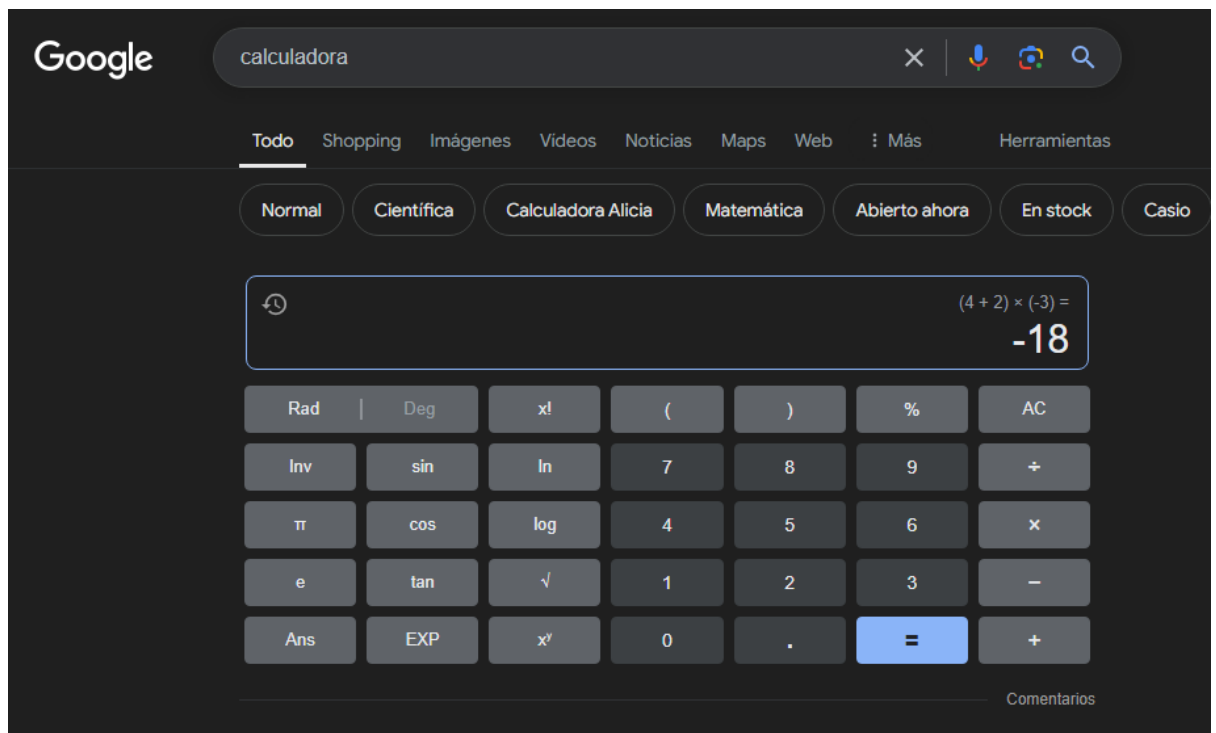 Google calculadora
Todo Shopping Imágenes Vídeos Noticias Maps Web Más Herramientas
Normal Científica Calculadora Alicia Matemática Abierto ahora En stock Casio
(4 + 2) × (-3) =
-18
Rad | Deg x! ( ) % AC
Inv sin ln 7 8 9 ÷
π cos log 4 5 6 ×
e tan √ 1 2 3 −
Ans EXP xʸ 0 . = +
Comentarios